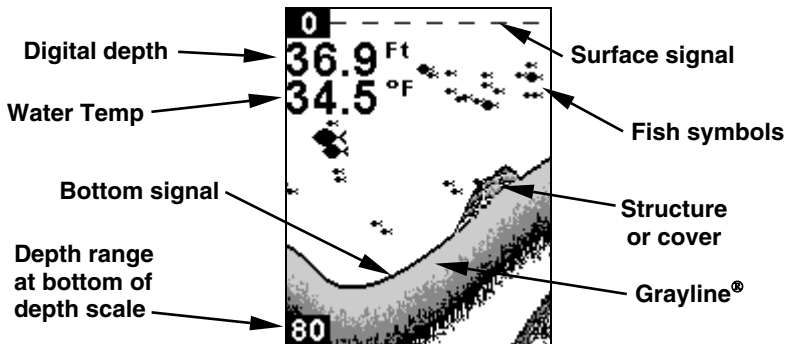 0
Digital depth
36.9 Ft
Surface signal
Water Temp
34.5 °F
Fish symbols
Bottom signal
Structure
or cover
Depth range
at bottom of
depth scale
Grayline®
80